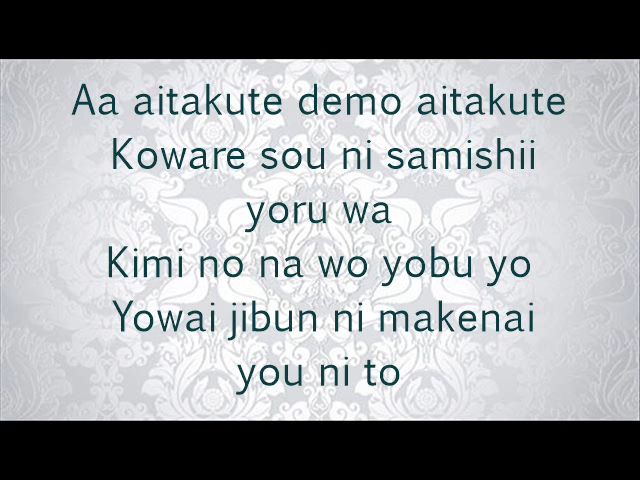 Aa aitakute demo aitakute
Koware sou ni samishii
yoru wa
Kimi no na wo yobu yo
Yowai jibun ni makenai
you ni to